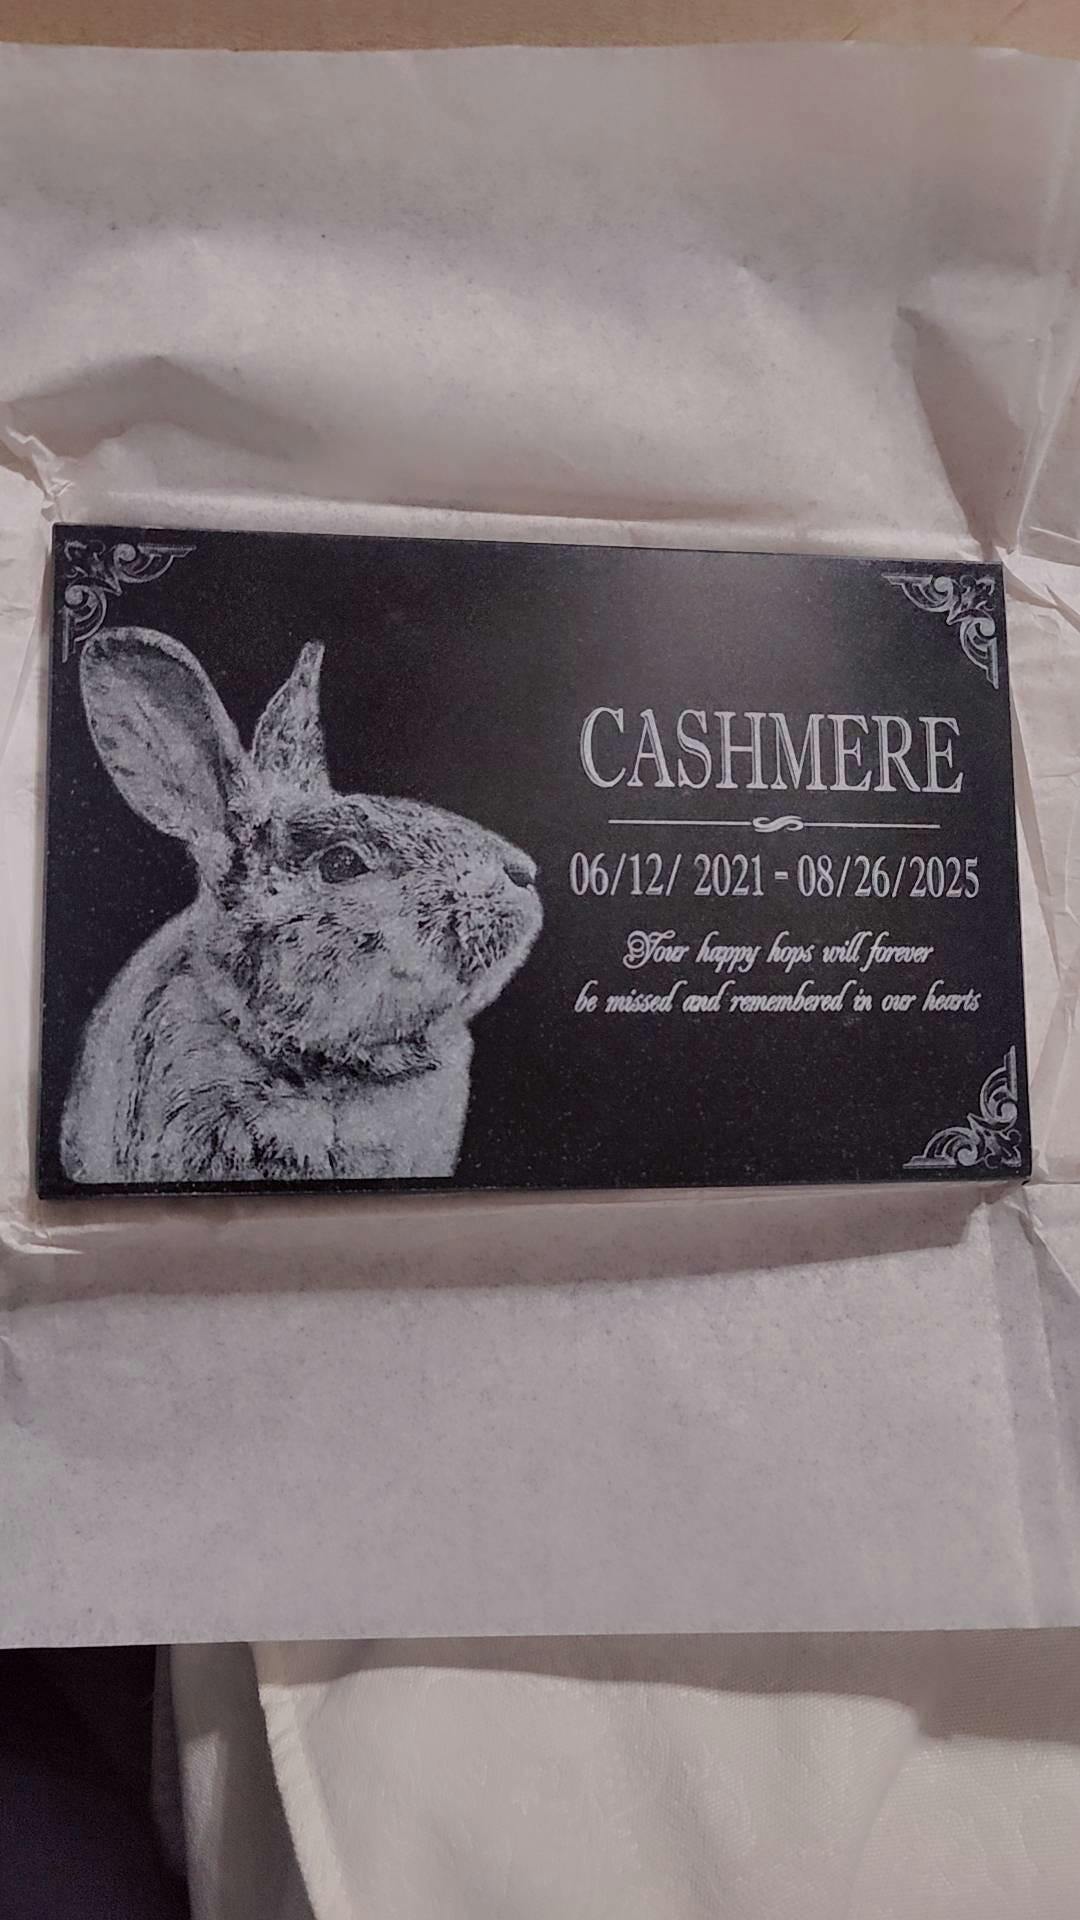 CASHMERE
06/12/ 2021 - 08/26/2025
Your happy hops will forever
be missed and remembered in our hearts